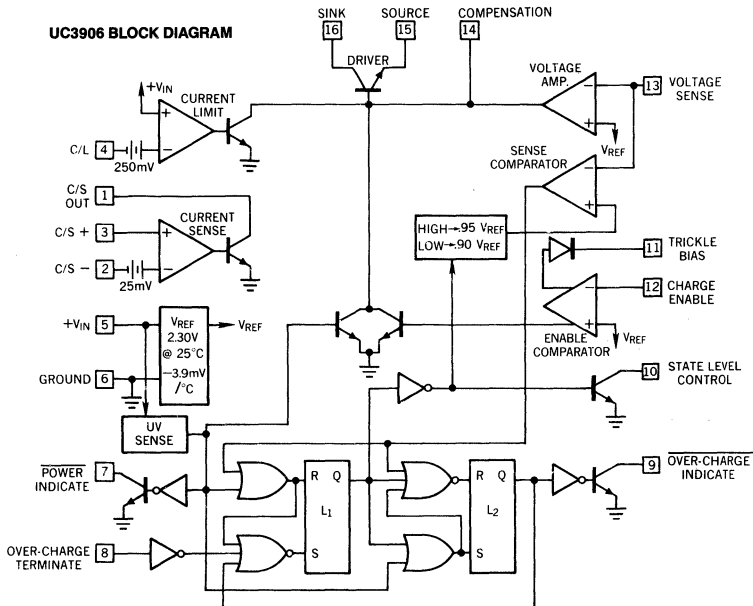 UC3906 BLOCK DIAGRAM
SINK
16
SOURCE
15
COMPENSATION
14
DRIVER
+VIN
CURRENT
LIMIT
+
−
C/L 4
250mV
VOLTAGE
AMP.
−
+
13 VOLTAGE
SENSE
VREF
SENSE
COMPARATOR
−
+
C/S
OUT
1
C/S + 3
C/S − 2
25mV
CURRENT
SENSE
+
−
HIGH→.95 VREF
LOW→.90 VREF
11 TRICKLE
BIAS
12 CHARGE
ENABLE
−
+
VREF
ENABLE
COMPARATOR
+VIN 5
VREF
2.30V
@ 25°C
−3.9mV
/°C
VREF
GROUND 6
UV
SENSE
10
STATE LEVEL
CONTROL
POWER
INDICATE
7
9 OVER-CHARGE
INDICATE
R Q
L1
S
R Q
L2
S
OVER-CHARGE
TERMINATE
8